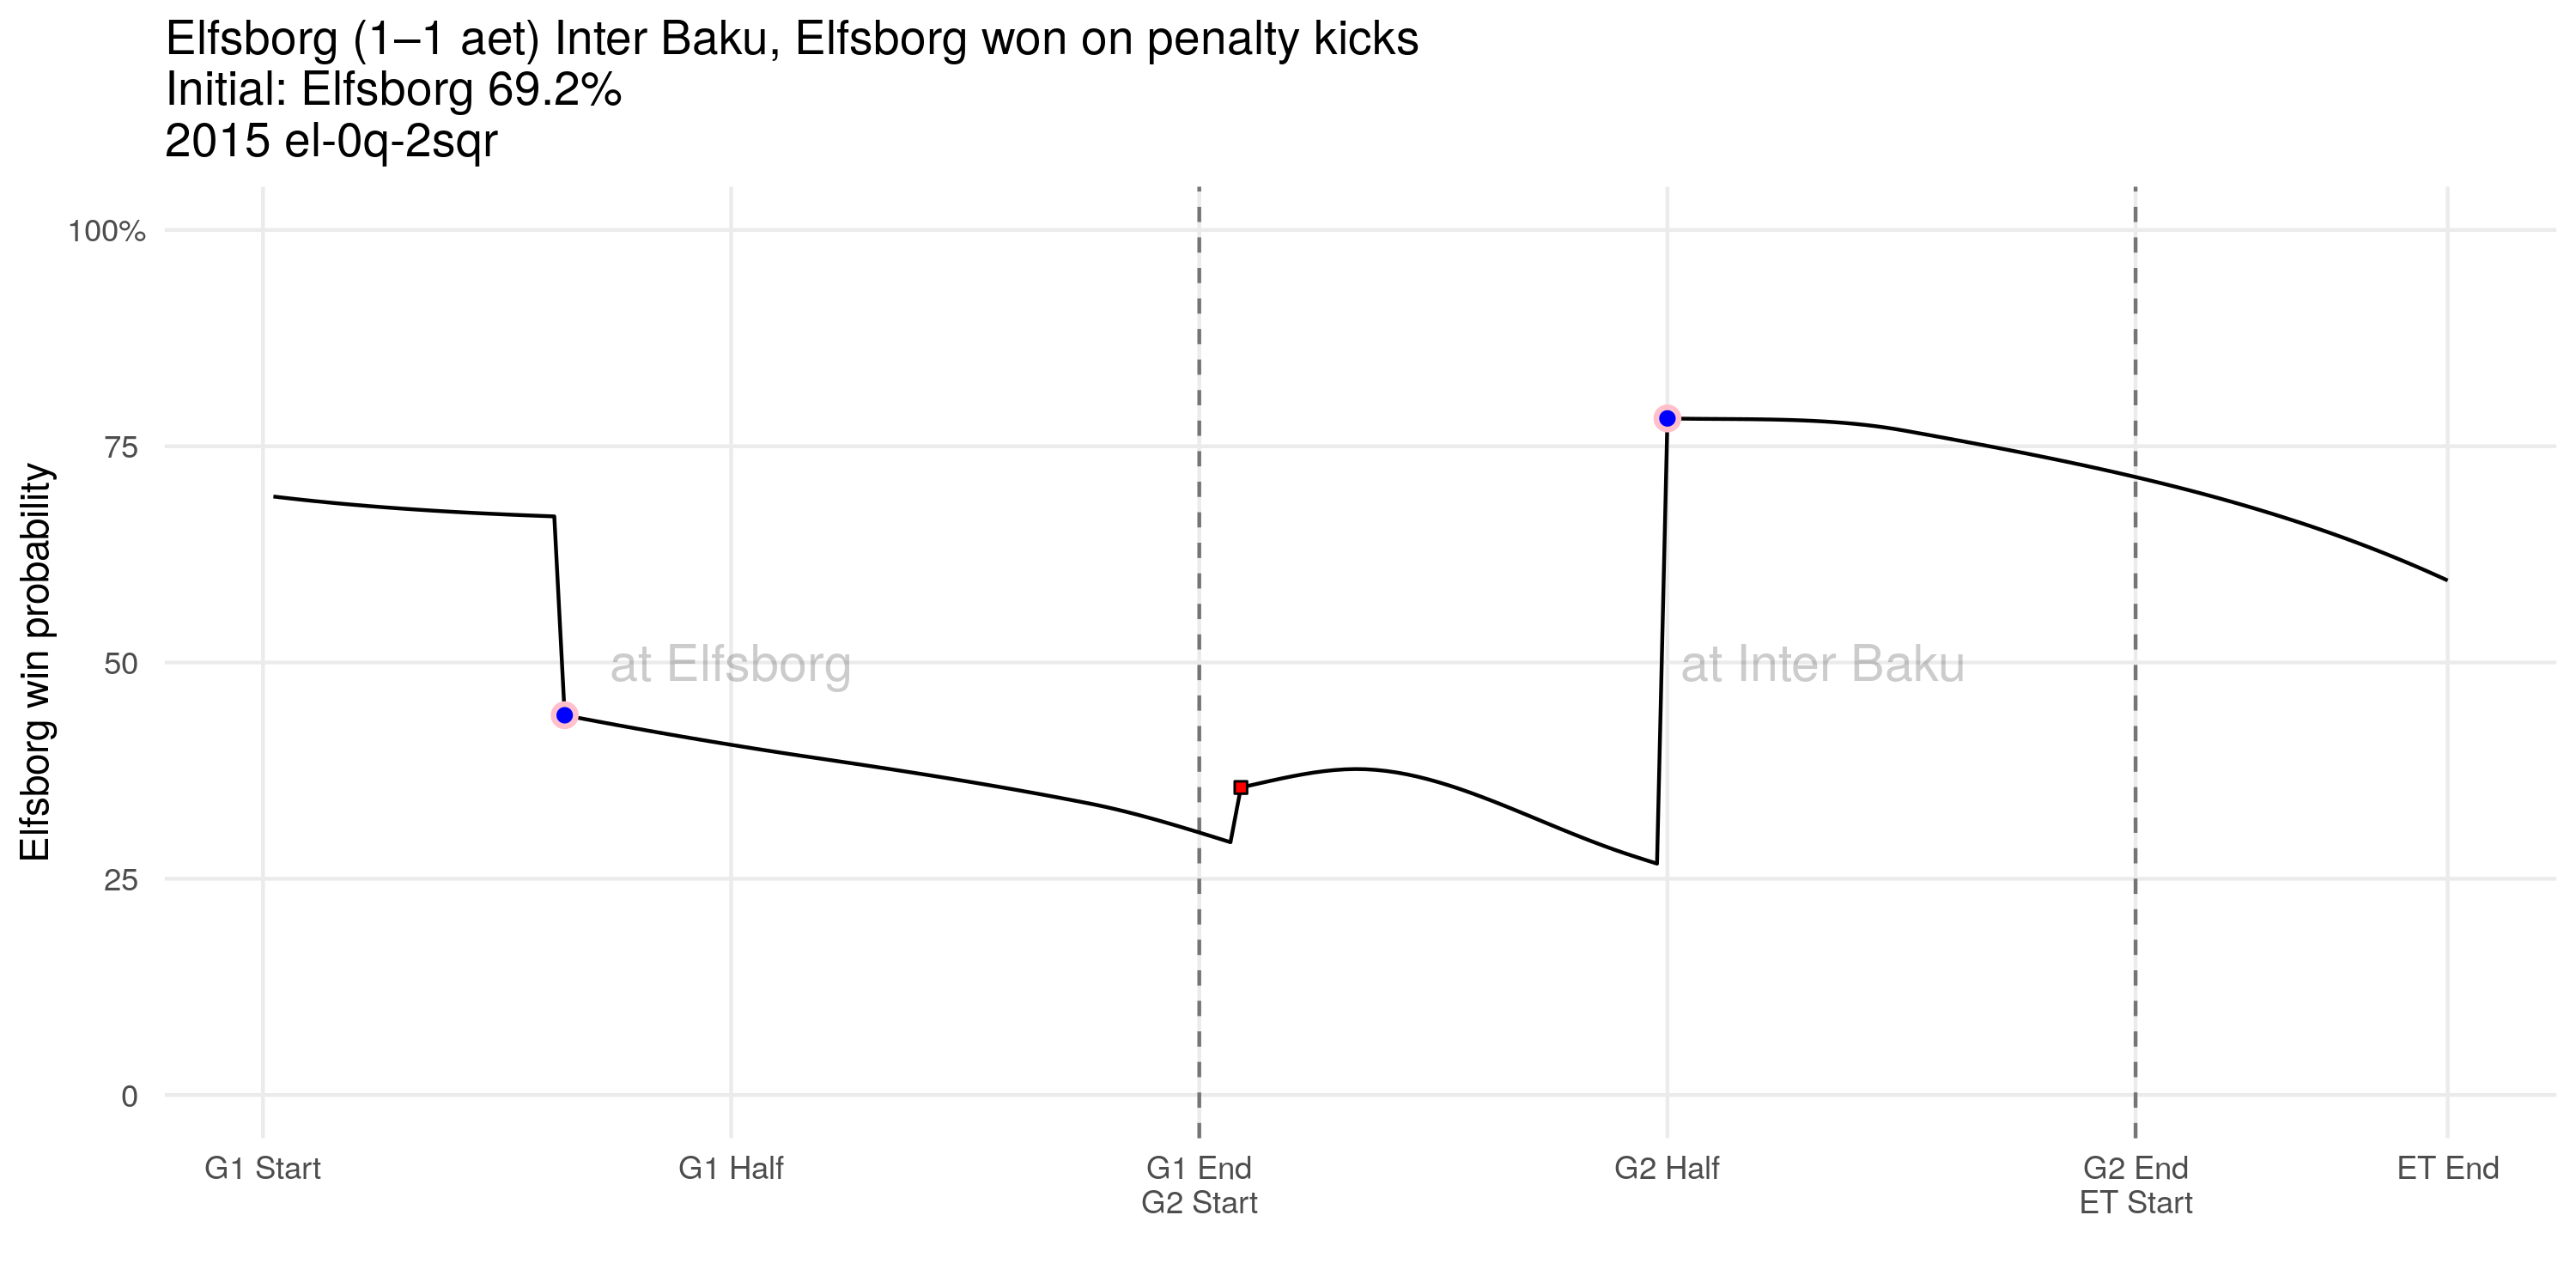 Elfsborg (1–1 aet) Inter Baku, Elfsborg won on penalty kicks
Initial: Elfsborg 69.2%
2015 el-0q-2sqr
Elfsborg win probability
100%
75
50
25
0
at Elfsborg
at Inter Baku
G1 Start
G1 Half
G1 End
G2 Start
G2 Half
G2 End
ET Start
ET End